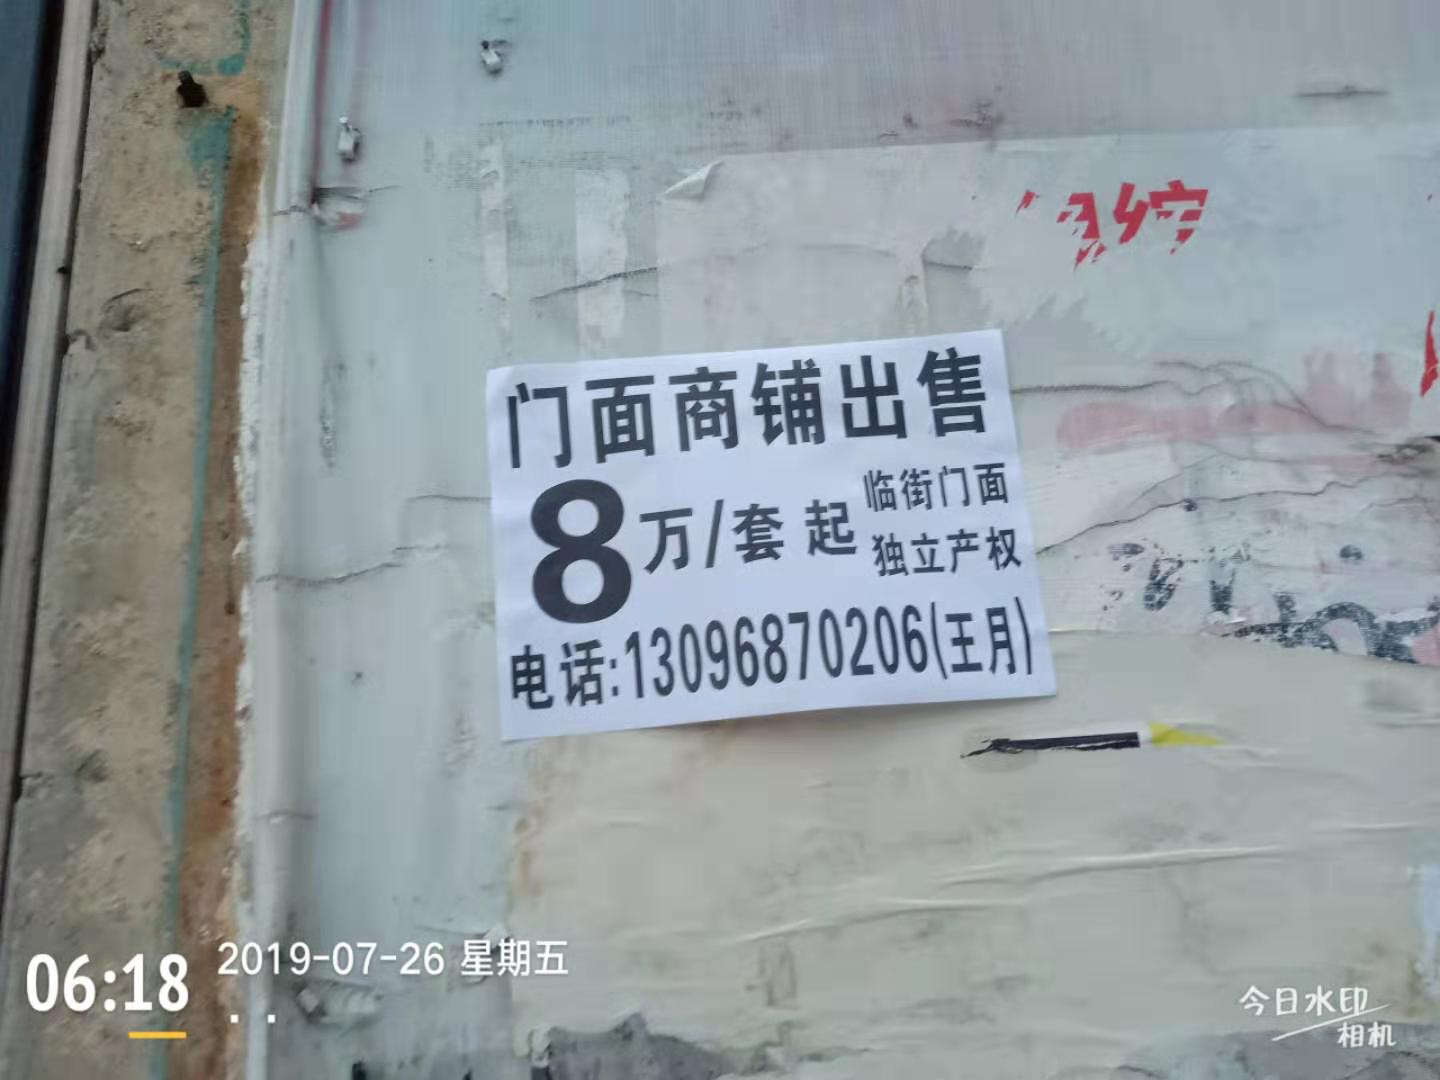 门面商铺出售
8万/套起
临街门面
独立产权
电话:13096870206(王月)
06:18
2019-07-26 星期五
今日水印
相机